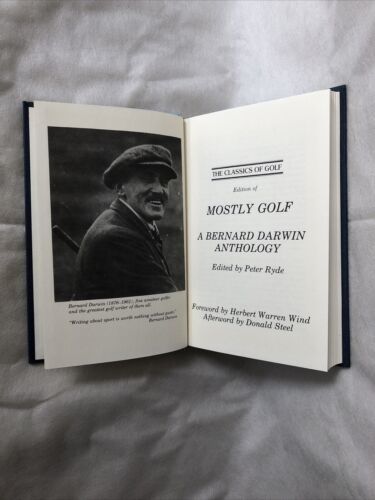 Bernard Darwin (1876-1961), fine amateur golfer
and the greatest golf writer of them all.
"Writing about sport is worth nothing without gusto."
Bernard Darwin
THE CLASSICS OF GOLF
Edition of
MOSTLY GOLF
A BERNARD DARWIN
ANTHOLOGY
Edited by Peter Ryde
Foreword by Herbert Warren Wind
Afterword by Donald Steel